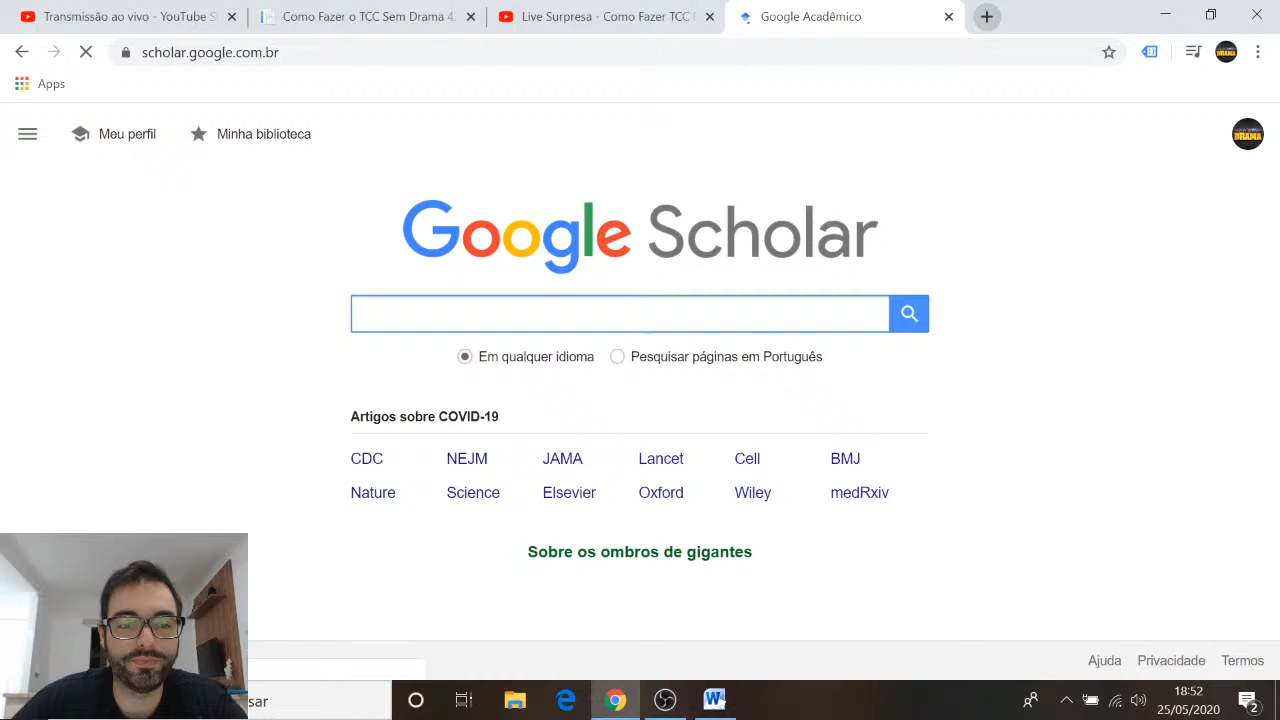 Transmissão ao vivo - YouTube S
Como Fazer o TCC Sem Drama 4.
Live Surpresa - Como Fazer TCC E
Google Acadêmico
scholar.google.com.br
Apps
Meu perfil
Minha biblioteca
DRAMA
Google Scholar
Em qualquer idioma
Pesquisar páginas em Português
Artigos sobre COVID-19
CDC NEJM JAMA Lancet Cell BMJ
Nature Science Elsevier Oxford Wiley medRxiv
Sobre os ombros de gigantes
Ajuda Privacidade Termos
sar
18:52
25/05/2020
2